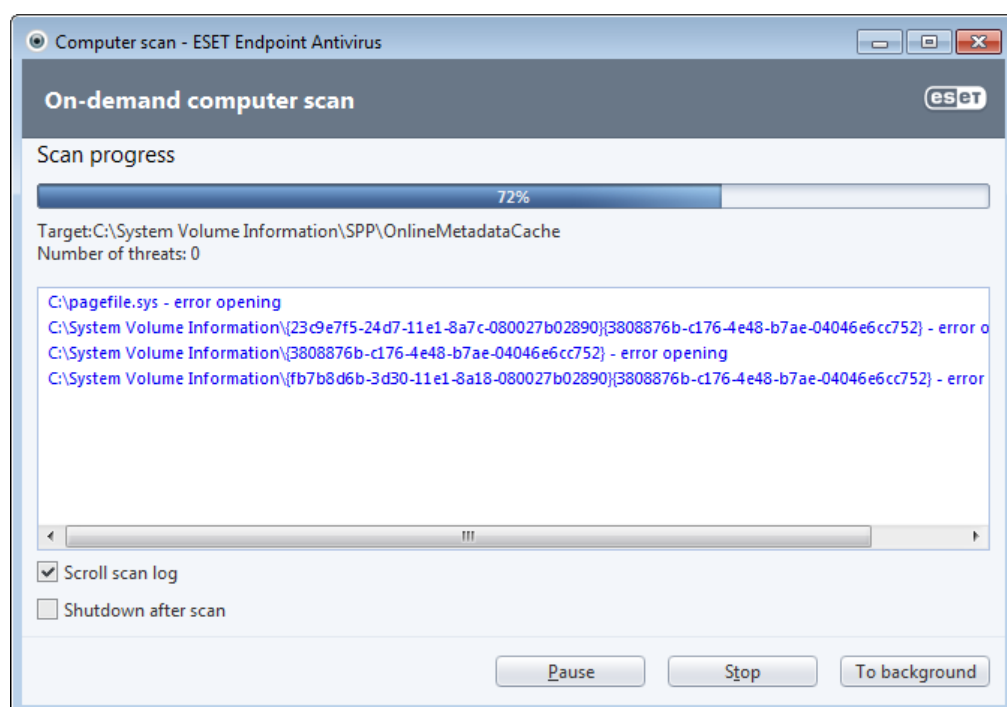 Computer scan - ESET Endpoint Antivirus
On-demand computer scan
eset
Scan progress
72%
Target:C:\System Volume Information\SPP\OnlineMetadataCache
Number of threats: 0
C:\pagefile.sys - error opening
C:\System Volume Information\{23c9e7f5-24d7-11e1-8a7c-080027b02890}{3808876b-c176-4e48-b7ae-04046e6cc752} - error o
C:\System Volume Information\{3808876b-c176-4e48-b7ae-04046e6cc752} - error opening
C:\System Volume Information\{fb7b8d6b-3d30-11e1-8a18-080027b02890}{3808876b-c176-4e48-b7ae-04046e6cc752} - error
Scroll scan log
Shutdown after scan
Pause
Stop
To background